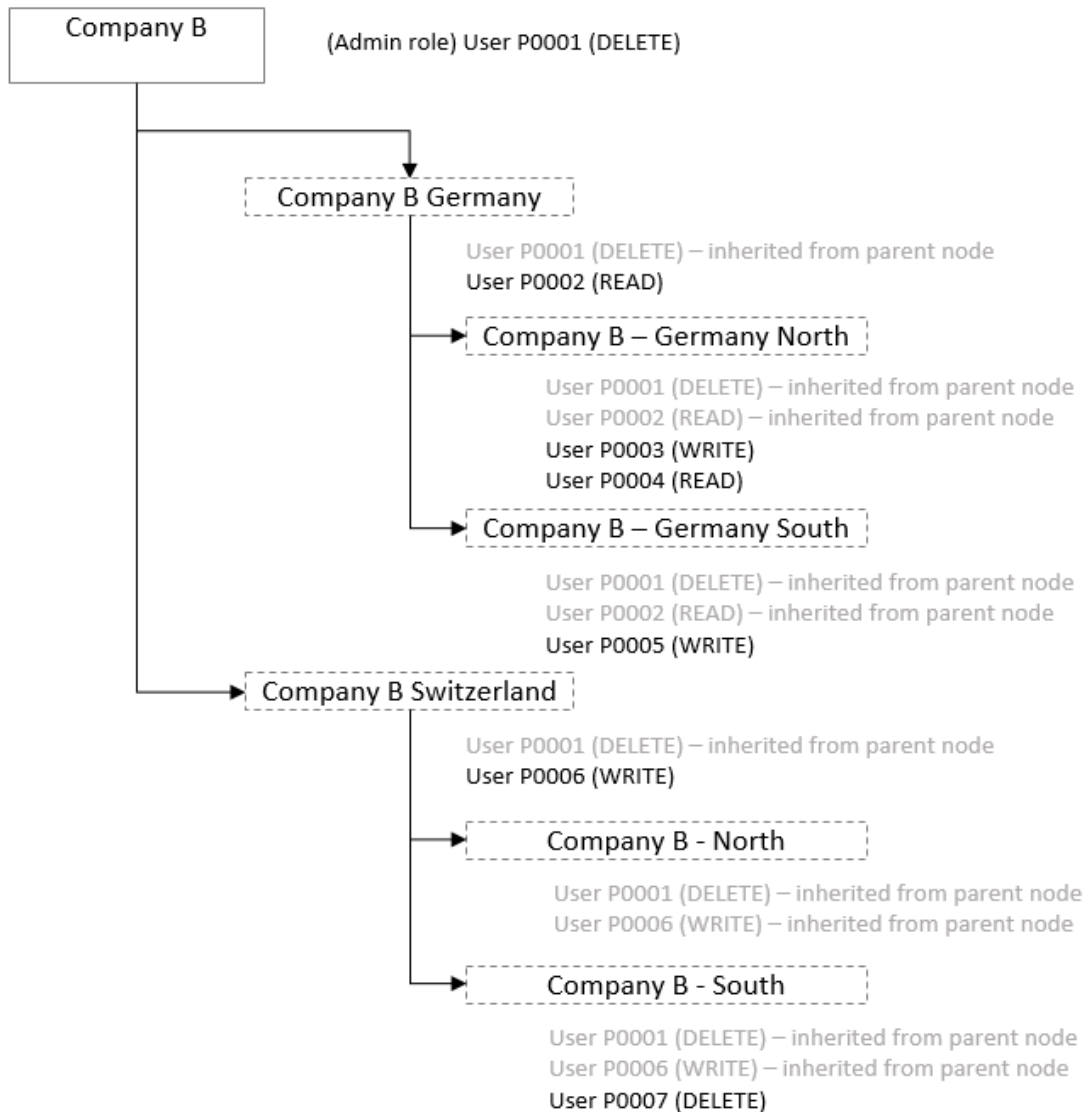 Company B
(Admin role) User P0001 (DELETE)
Company B Germany
User P0001 (DELETE) – inherited from parent node
User P0002 (READ)
Company B – Germany North
User P0001 (DELETE) – inherited from parent node
User P0002 (READ) – inherited from parent node
User P0003 (WRITE)
User P0004 (READ)
Company B – Germany South
User P0001 (DELETE) – inherited from parent node
User P0002 (READ) – inherited from parent node
User P0005 (WRITE)
Company B Switzerland
User P0001 (DELETE) – inherited from parent node
User P0006 (WRITE)
Company B - North
User P0001 (DELETE) – inherited from parent node
User P0006 (WRITE) – inherited from parent node
Company B - South
User P0001 (DELETE) – inherited from parent node
User P0006 (WRITE) – inherited from parent node
User P0007 (DELETE)